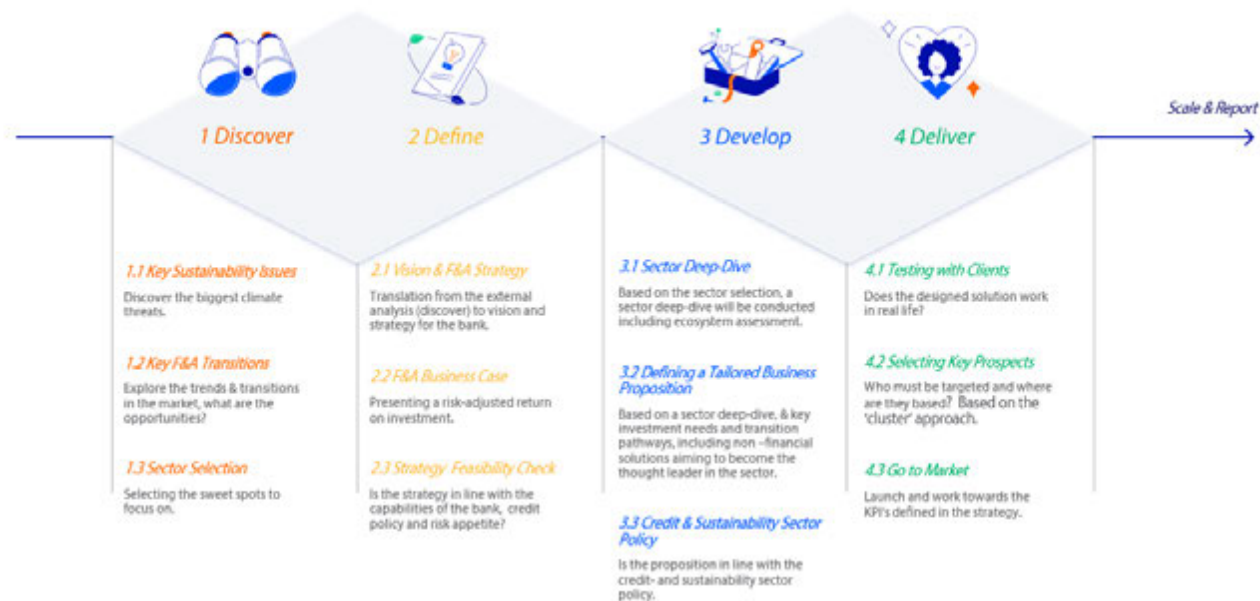 Scale & Report
1 Discover
2 Define
3 Develop
4 Deliver
1.1 Key Sustainability Issues
Discover the biggest climate
threats.
1.2 Key F&A Transitions
Explore the trends & transitions
in the market, what are the
opportunities?
1.3 Sector Selection
Selecting the sweet spots to
focus on.
2.1 Vision & F&A Strategy
Translation from the external
analysis (discover) to vision and
strategy for the bank.
2.2 F&A Business Case
Presenting a risk-adjusted return
on investment.
2.3 Strategy Feasibility Check
Is the strategy in line with the
capabilities of the bank, credit
policy and risk appetite?
3.1 Sector Deep-Dive
Based on the sector selection, a
sector deep-dive will be conducted
including ecosystem assessment.
3.2 Defining a Tailored Business
Proposition
Based on a sector deep-dive, & key
investment needs and transition
pathways, including non -financial
solutions aiming to become the
thought leader in the sector.
3.3 Credit & Sustainability Sector
Policy
Is the proposition in line with the
credit- and sustainability sector
policy.
4.1 Testing with Clients
Does the designed solution work
in real life?
4.2 Selecting Key Prospects
Who must be targeted and where
are they based? Based on the
'cluster' approach.
4.3 Go to Market
Launch and work towards the
KPI's defined in the strategy.